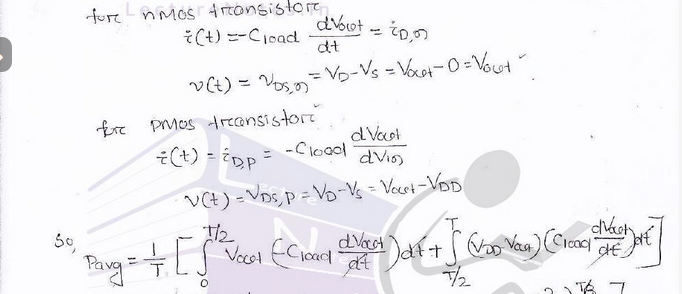 for nMOS transistor
i(t) = -Cload dVout/dt = iD,n
v(t) = vDS,n = VD - VS = Vout - 0 = Vout
for PMOS transistor
i(t) = iD,p = -Cload dVout/dVin
v(t) = VDS,p = VD - VS = Vout - VDD
So, Pavg = 1/T [ ∫0^T/2 Vout (-Cload dVout/dt) dt + ∫T/2^T (VDD Vout) (Cload dVout/dt) dt ]